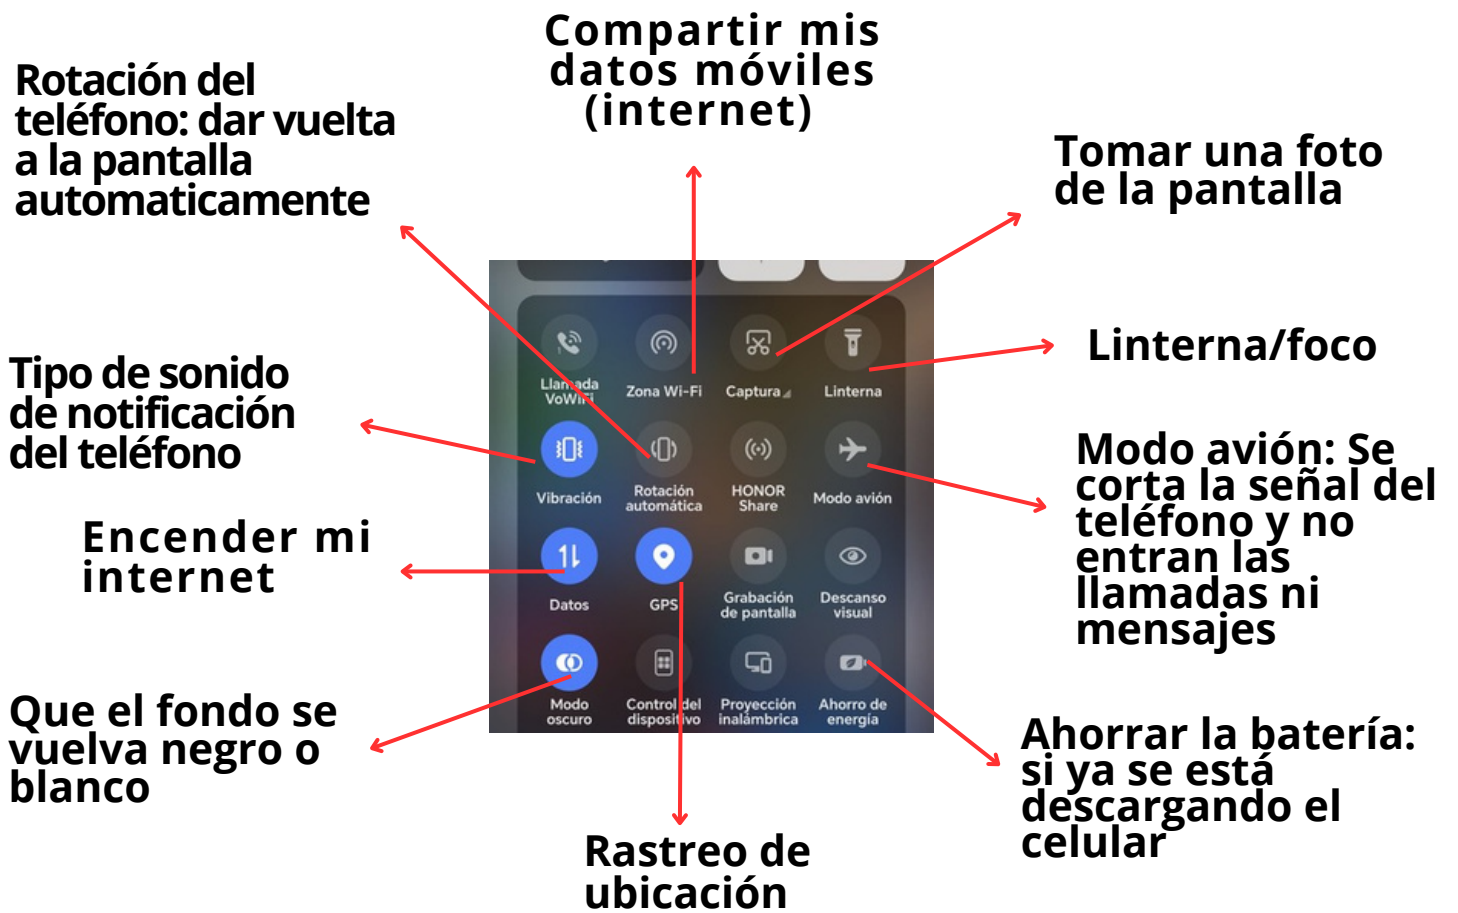 Compartir mis
datos móviles
(internet)
Rotación del
teléfono: dar vuelta
a la pantalla
automaticamente
Tomar una foto
de la pantalla
Linterna/foco
Tipo de sonido
de notificación
del teléfono
Modo avión: Se
corta la señal del
teléfono y no
entran las
llamadas ni
mensajes
Encender mi
internet
Que el fondo se
vuelva negro o
blanco
Ahorrar la batería:
si ya se está
descargando el
celular
Rastreo de
ubicación
Llamada
VoWiFi
Zona Wi-Fi
Captura
Linterna
Vibración
Rotación
automática
HONOR
Share
Modo avión
Datos
GPS
Grabación
de pantalla
Descanso
visual
Modo
oscuro
Control del
dispositivo
Proyección
inalámbrica
Ahorro de
energía